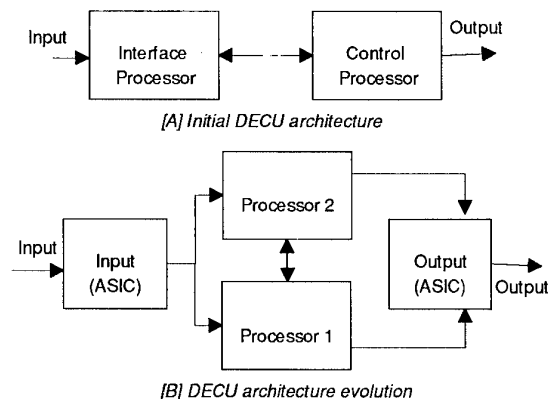 Input
Interface
Processor
Control
Processor
Output
[A] Initial DECU architecture
Processor 2
Input
Input
(ASIC)
Output
(ASIC)
Output
Processor 1
[B] DECU architecture evolution